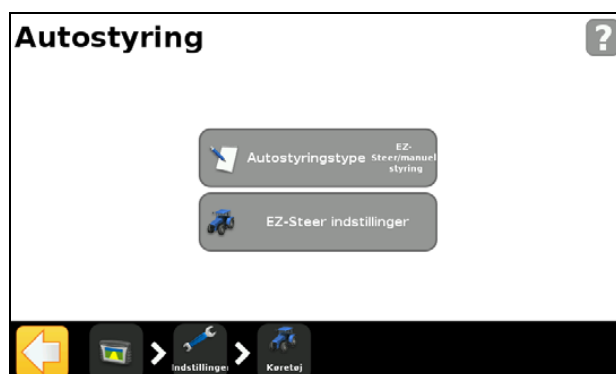 Autostyring
?
Autostyringstype
EZ-
Steer/manuel
styring
EZ-Steer indstillinger
Indstillinger
Køretøj